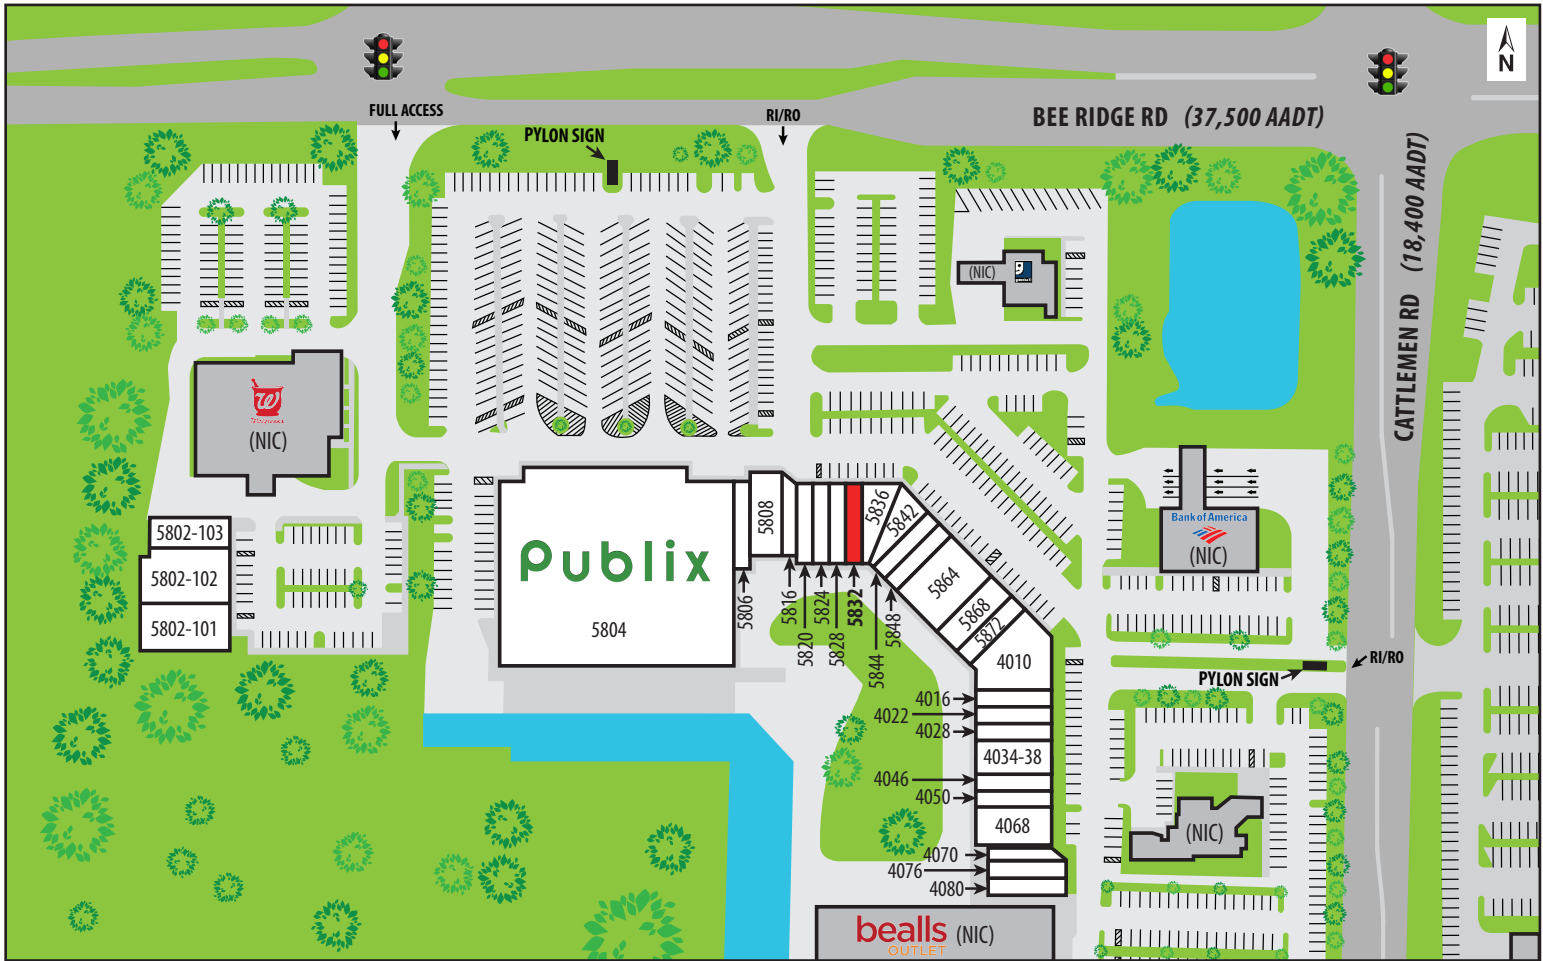 N
FULL ACCESS
PYLON SIGN
RI/RO
BEE RIDGE RD (37,500 AADT)
CATTLEMEN RD (18,400 AADT)
(NIC)
goodwill
W
Walgreens
(NIC)
5802-103
5802-102
5802-101
Publix
5804
5806
5808
5816
5820
5824
5828
5832
5836
5842
5844
5848
5864
5868
5872
4010
4016
4022
4028
4034-38
4046
4050
4068
4070
4076
4080
Bank of America
(NIC)
RI/RO
PYLON SIGN
(NIC)
bealls
OUTLET
(NIC)